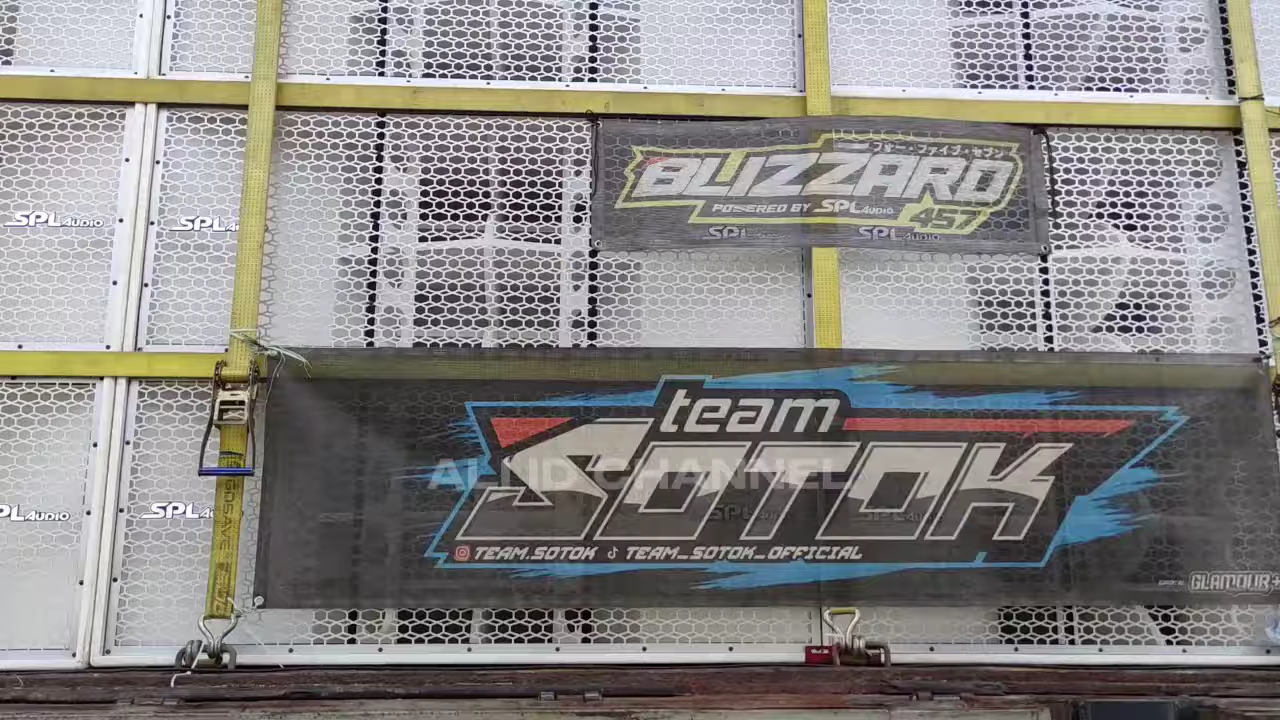 SPL AUDIO
SPL AUDIO
フォー・ファイブ・セブン
BLIZZARD
POWERED BY SPL AUDIO
457
SPL AUDIO
SPL AUDIO
team
SOTOK
ALFID CHANNEL
SPL AUDIO
SPL AUDIO
SPL AUDIO
SPL AUDIO
TEAM.SOTOK TEAM_SOTOK_OFFICIAL
GLAMOUR+